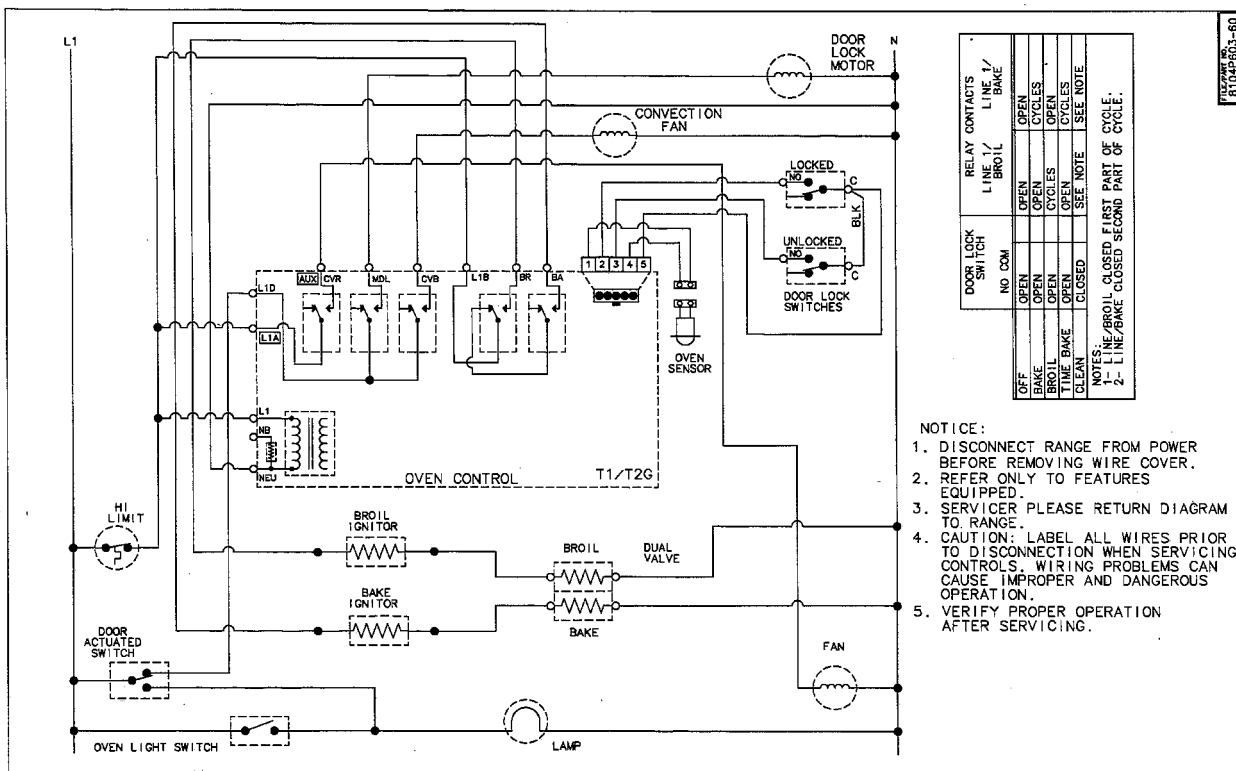 L1
DOOR
LOCK
MOTOR
N
CONVECTION
FAN
LOCKED
NO
C
BLK
UNLOCKED
NO
C
DOOR LOCK
SWITCHES
1 2 3 4 5
OVEN
SENSOR
AUX CVR
MDL
CVB
L1B
BR
BA
L1D
L1A
L1
NB
NEU
OVEN CONTROL
T1/T2G
HI
LIMIT
BROIL
IGNITOR
BROIL
DUAL
VALVE
BAKE
IGNITOR
BAKE
DOOR
ACTUATED
SWITCH
FAN
OVEN LIGHT SWITCH
LAMP
FILE/PART NO.
8104P603-60
DOOR LOCK
SWITCH
NO COM
RELAY CONTACTS
LINE 1/
BROIL
LINE 1/
BAKE
OFF OPEN OPEN OPEN
BAKE OPEN OPEN CYCLES
BROIL OPEN CYCLES OPEN
TIME BAKE OPEN OPEN CYCLES
CLEAN CLOSED SEE NOTE SEE NOTE
NOTES:
1- LINE/BROIL CLOSED FIRST PART OF CYCLE.
2- LINE/BAKE CLOSED SECOND PART OF CYCLE.
NOTICE:
1. DISCONNECT RANGE FROM POWER
BEFORE REMOVING WIRE COVER.
2. REFER ONLY TO FEATURES
EQUIPPED.
3. SERVICER PLEASE RETURN DIAGRAM
TO RANGE.
4. CAUTION: LABEL ALL WIRES PRIOR
TO DISCONNECTION WHEN SERVICING
CONTROLS. WIRING PROBLEMS CAN
CAUSE IMPROPER AND DANGEROUS
OPERATION.
5. VERIFY PROPER OPERATION
AFTER SERVICING.